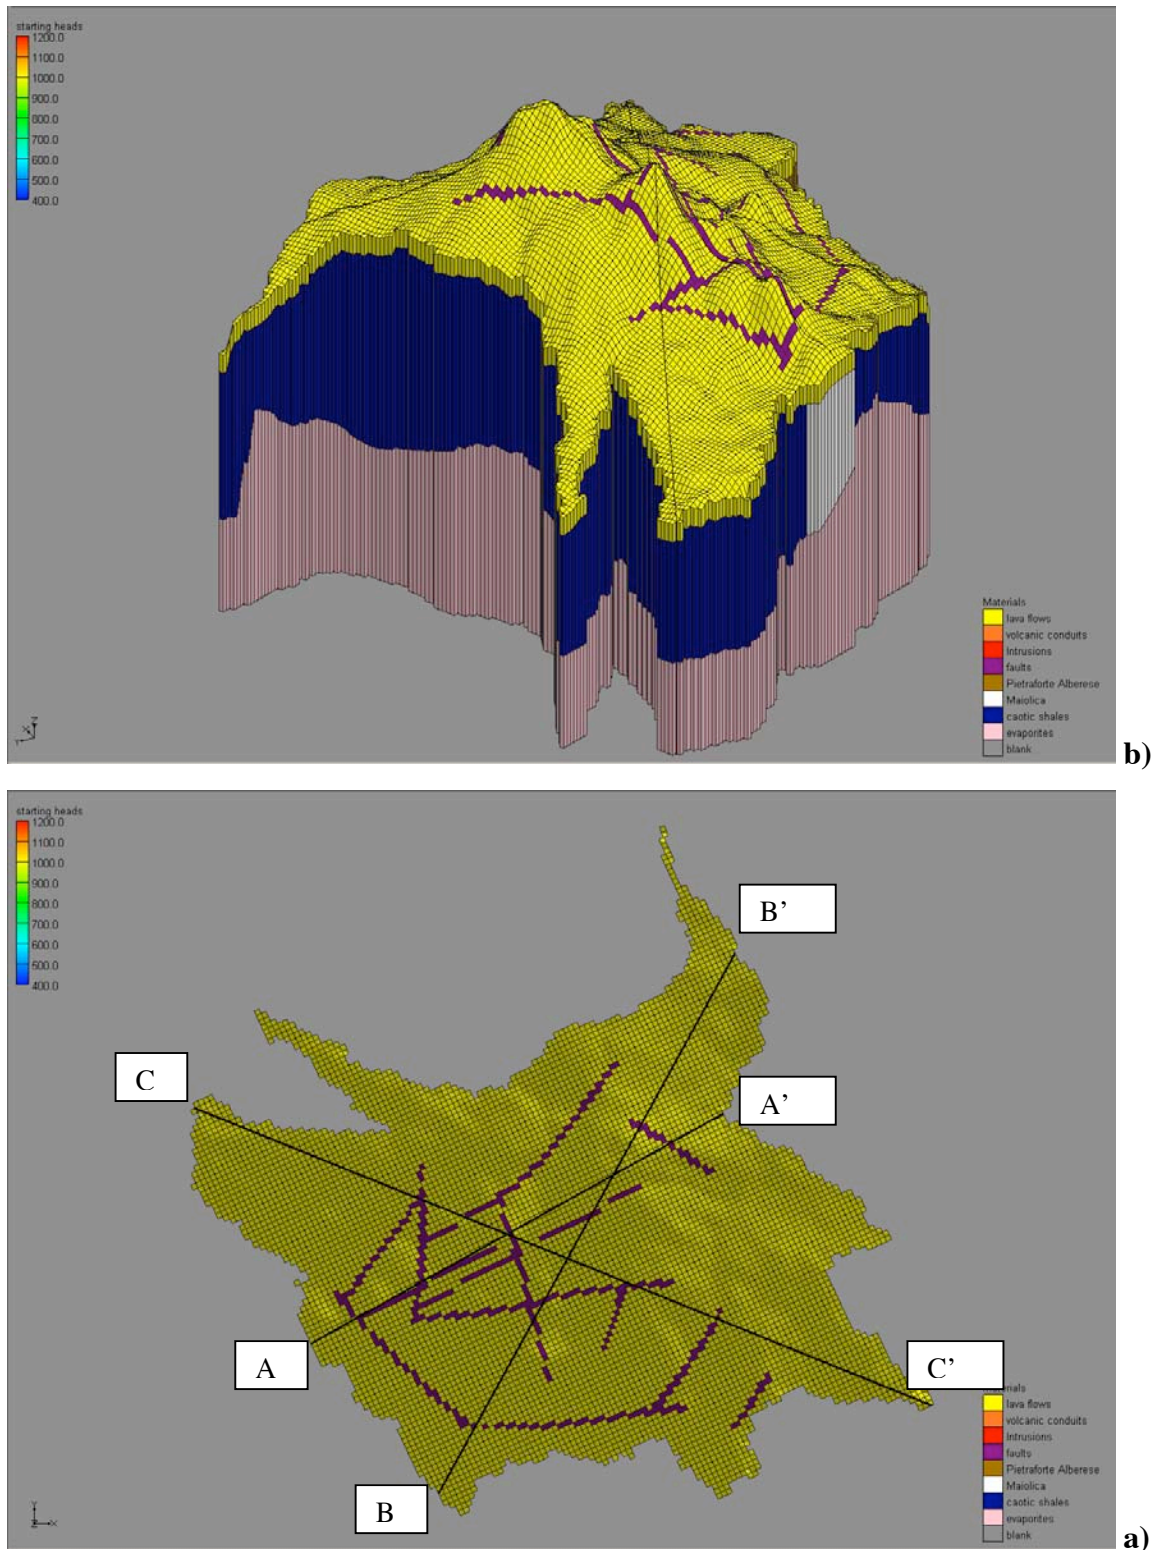 starting heads
1200.0
1100.0
1000.0
900.0
800.0
700.0
600.0
500.0
400.0
Z
X
Y
Materials
lava flows
volcanic conduits
Intrusions
faults
Pietraforte Alberese
Maiolica
caotic shales
evaporites
blank
b)
starting heads
1200.0
1100.0
1000.0
900.0
800.0
700.0
600.0
500.0
400.0
B’
C
A’
A
C’
B
Y
Z
X
rials
lava flows
volcanic conduits
Intrusions
faults
Pietraforte Alberese
Maiolica
caotic shales
evaporites
blank
a)